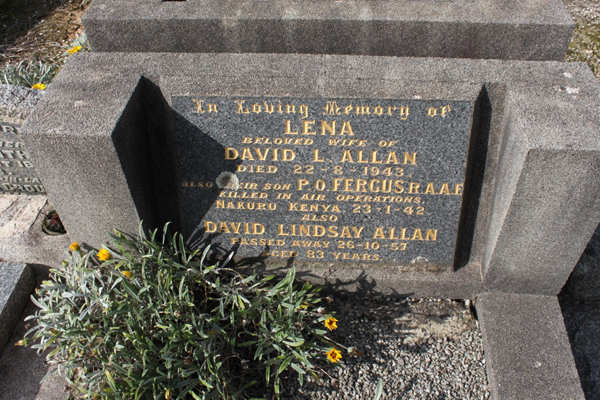 In Loving Memory of
LENA
BELOVED WIFE OF
DAVID L. ALLAN
DIED 22-8-1943.
ALSO THEIR SON P.O. FERGUS R.A.A.F.
KILLED IN AIR OPERATIONS.
NAKURU KENYA 23-1-42
ALSO
DAVID LINDSAY ALLAN
PASSED AWAY 26-10-57
AGED 83 YEARS.